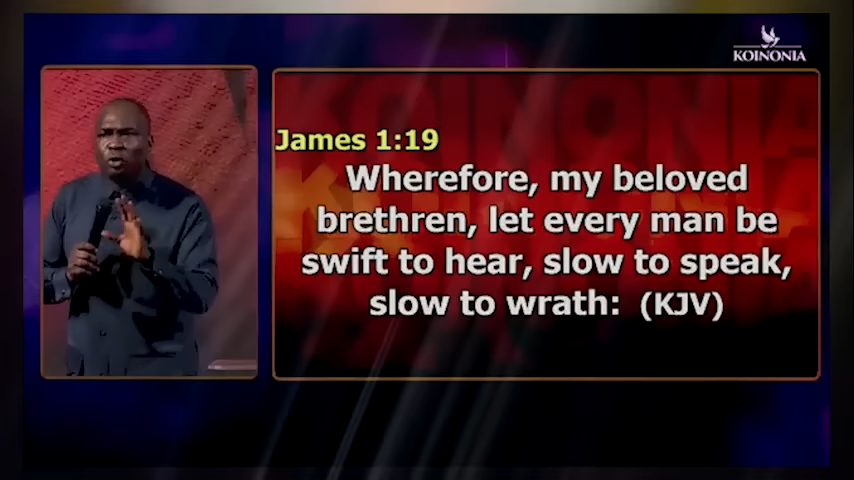 KOINONIA
James 1:19
Wherefore, my beloved
brethren, let every man be
swift to hear, slow to speak,
slow to wrath: (KJV)
KOINONIA